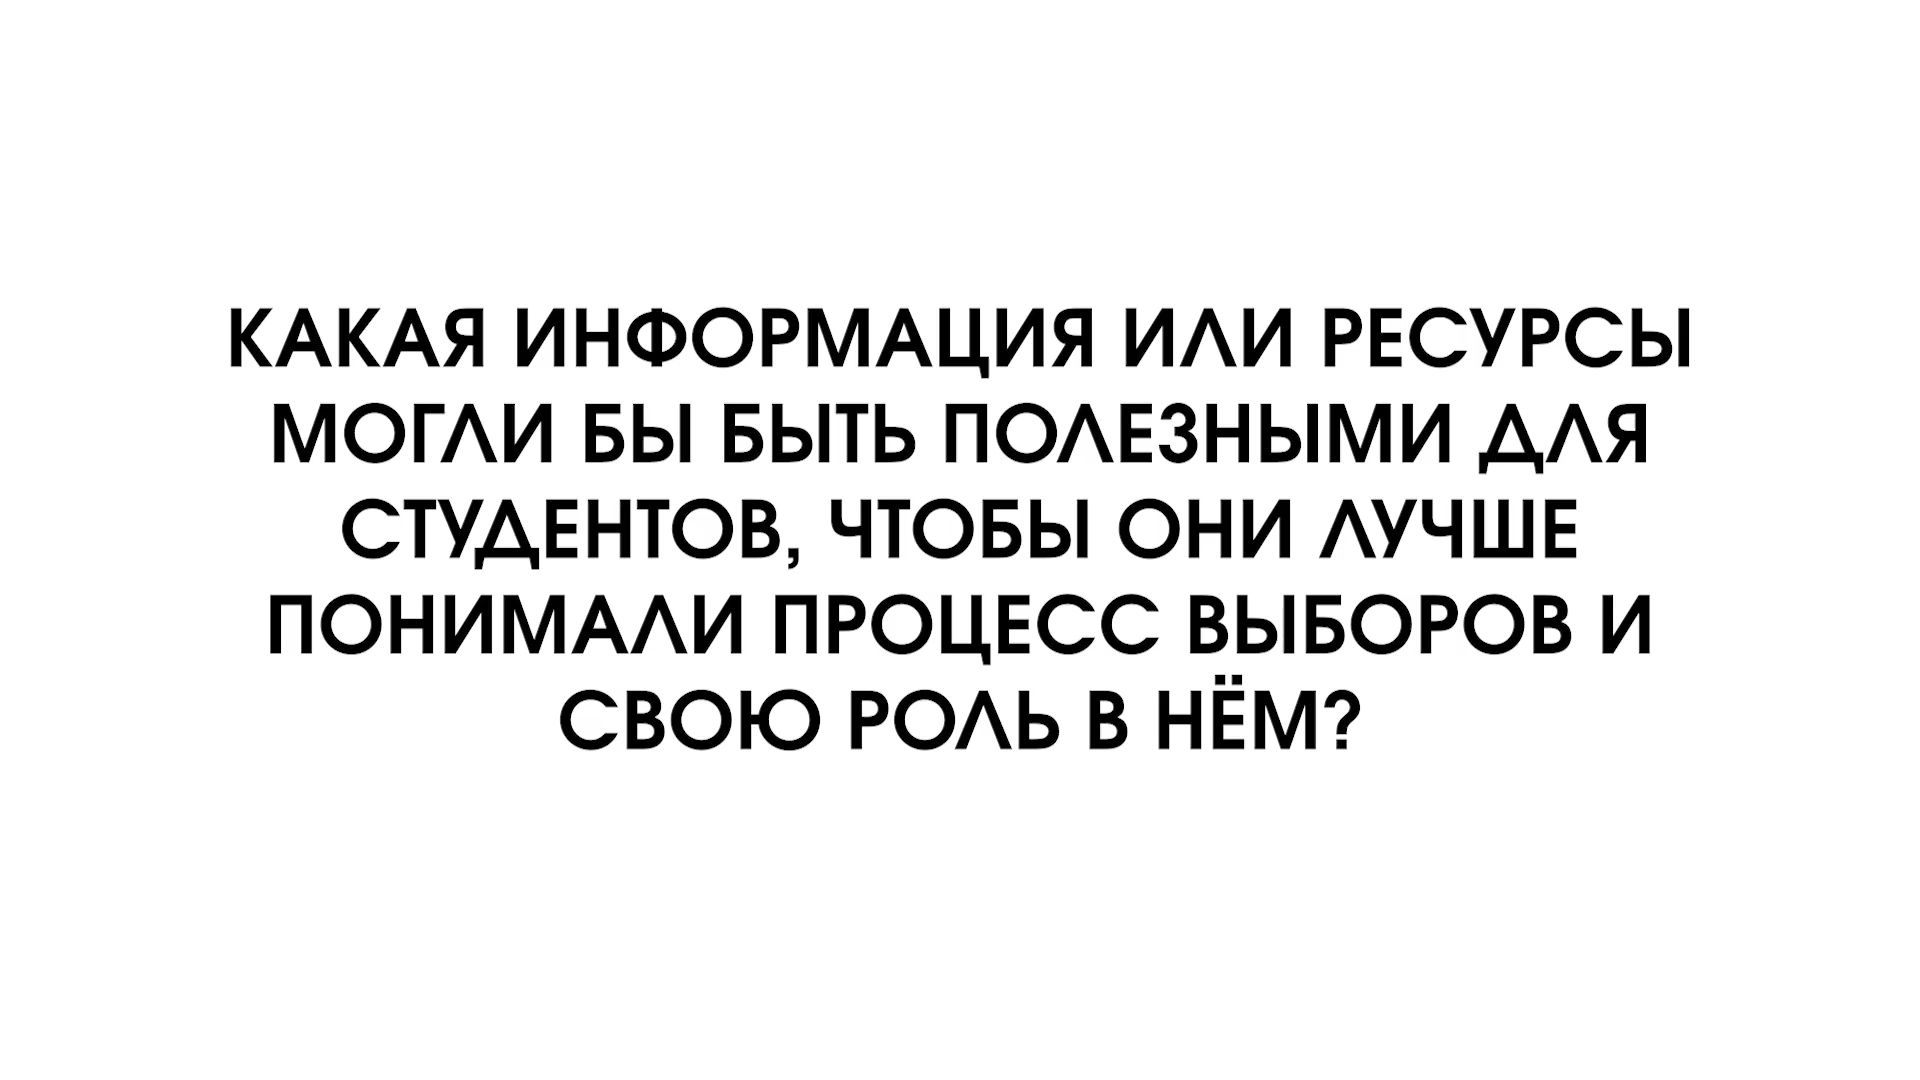 КАКАЯ ИНФОРМАЦИЯ ИЛИ РЕСУРСЫ
МОГЛИ БЫ БЫТЬ ПОЛЕЗНЫМИ ДЛЯ
СТУДЕНТОВ, ЧТОБЫ ОНИ ЛУЧШЕ
ПОНИМАЛИ ПРОЦЕСС ВЫБОРОВ И
СВОЮ РОЛЬ В НЁМ?